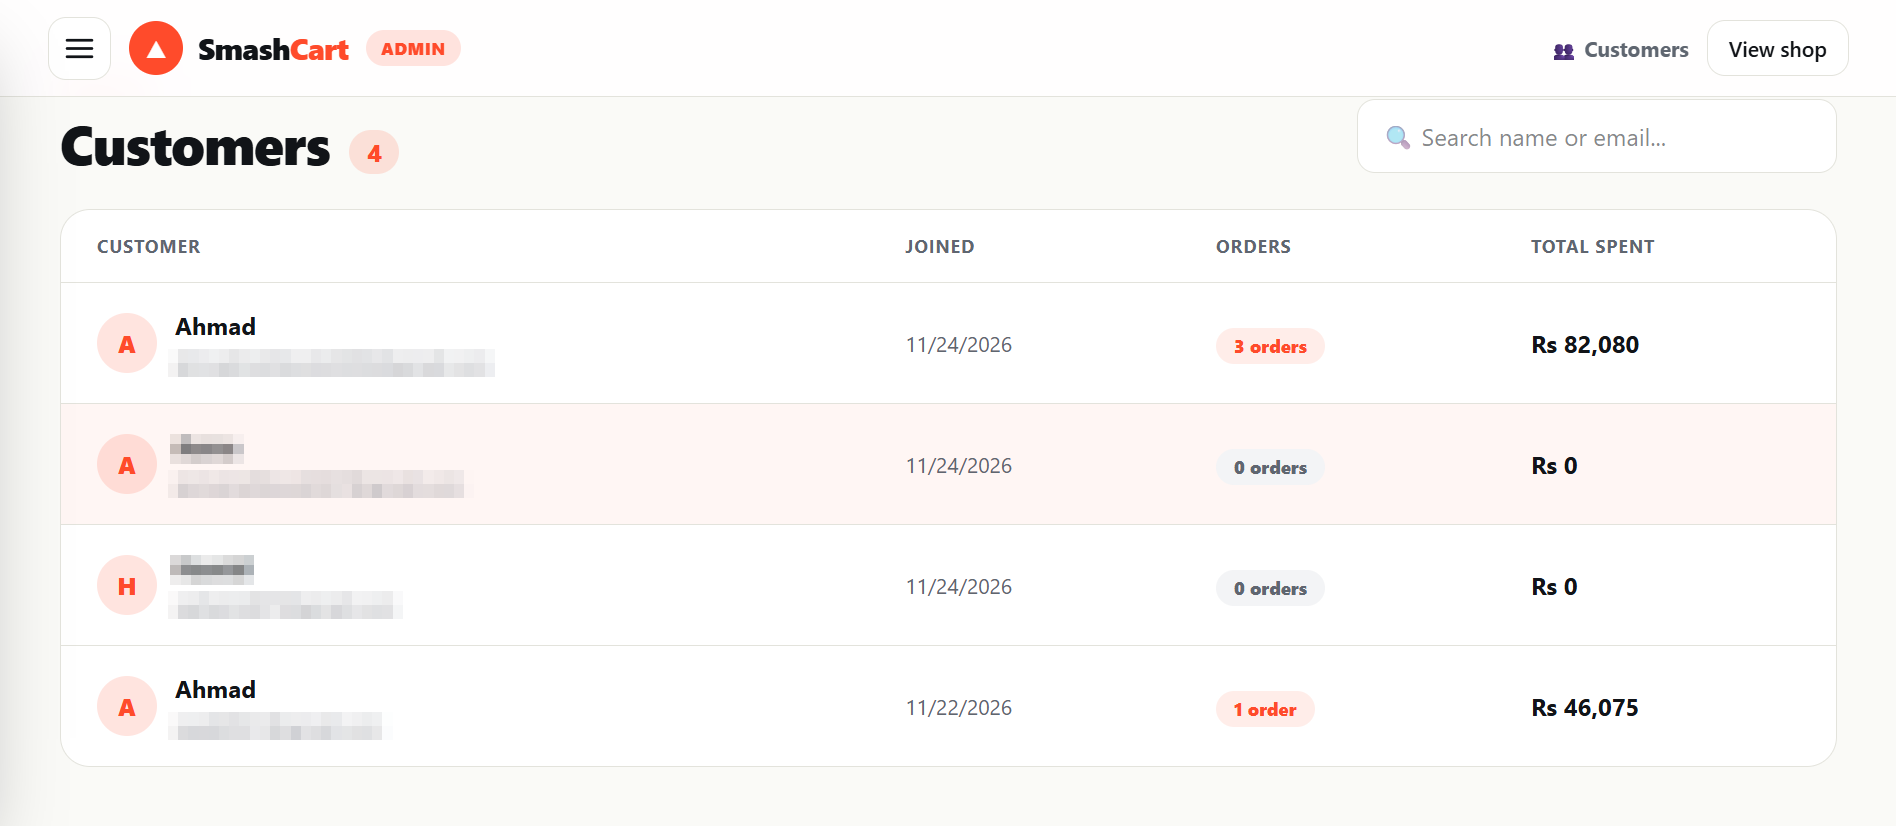 SmashCart ADMIN
Customers
View shop
Customers 4
Search name or email...
CUSTOMER JOINED ORDERS TOTAL SPENT
A Ahmad 11/24/2026 3 orders Rs 82,080
A 11/24/2026 0 orders Rs 0
H 11/24/2026 0 orders Rs 0
A Ahmad 11/22/2026 1 order Rs 46,075